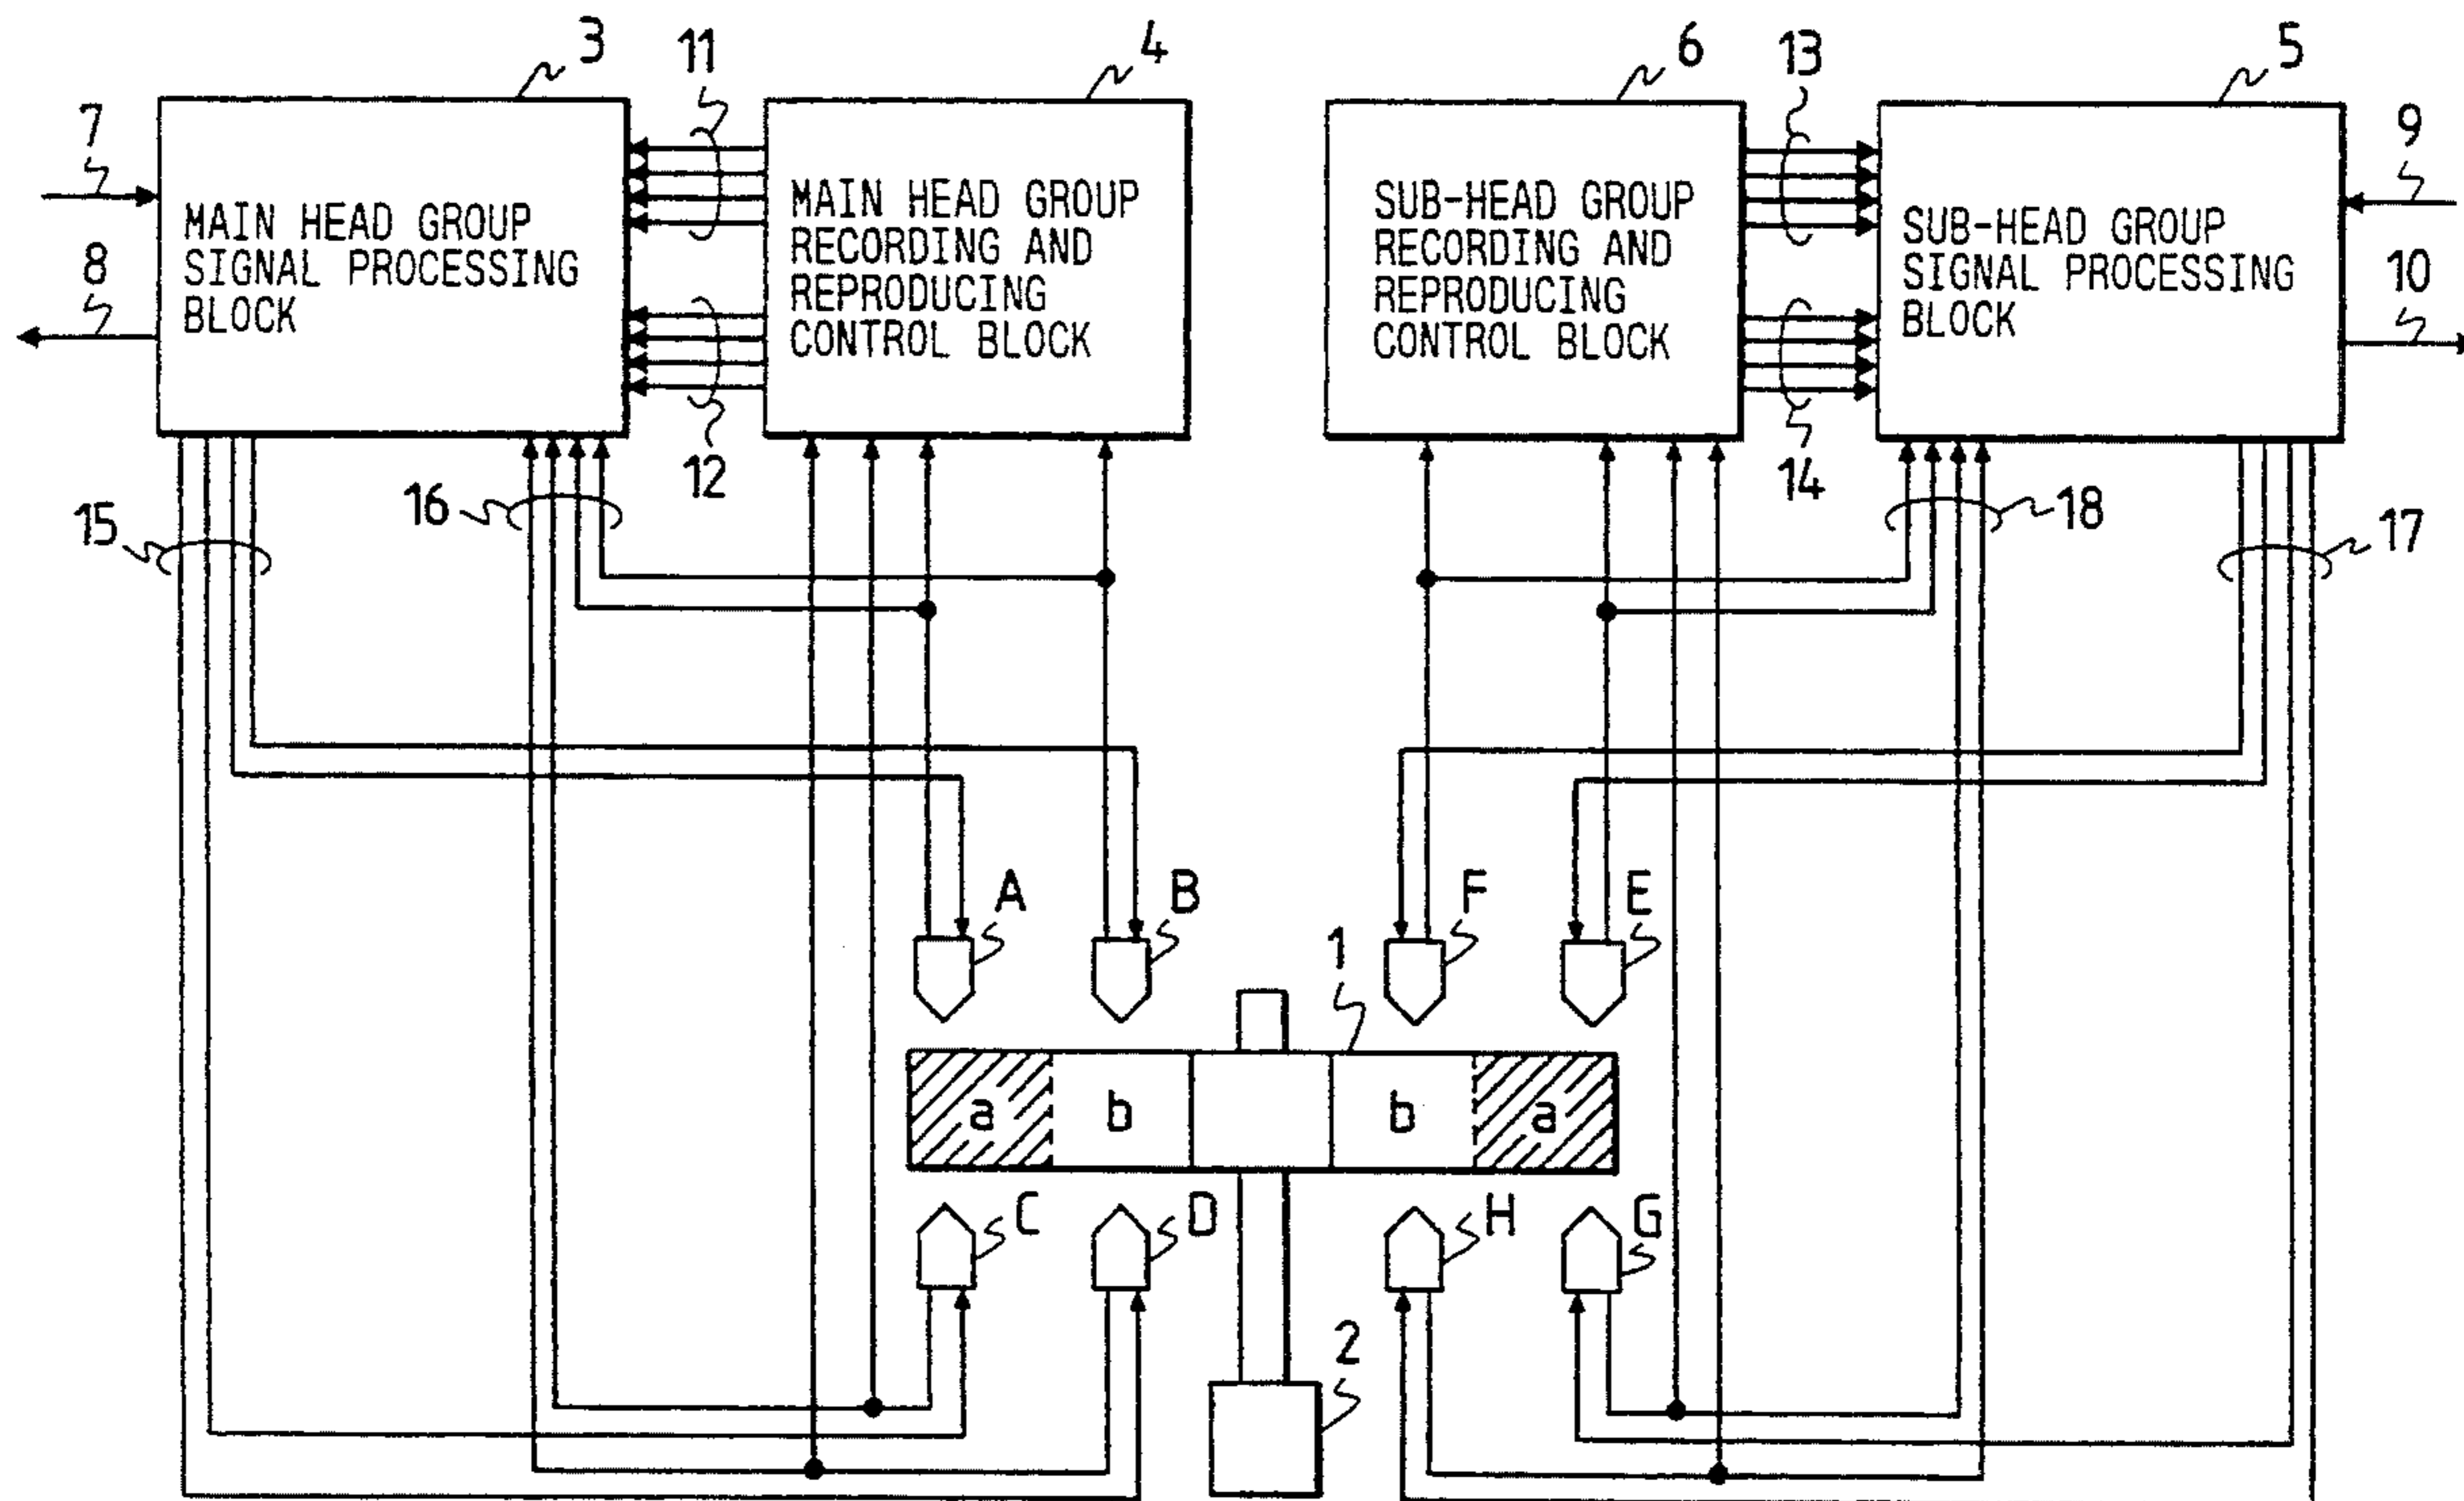 3
11
4
6
13
5
7
9
MAIN HEAD GROUP
SIGNAL PROCESSING
BLOCK
MAIN HEAD GROUP
RECORDING AND
REPRODUCING
CONTROL BLOCK
SUB-HEAD GROUP
RECORDING AND
REPRODUCING
CONTROL BLOCK
SUB-HEAD GROUP
SIGNAL PROCESSING
BLOCK
8
10
12
14
15
16
18
17
A
B
F
E
1
a
b
b
a
C
D
H
G
2